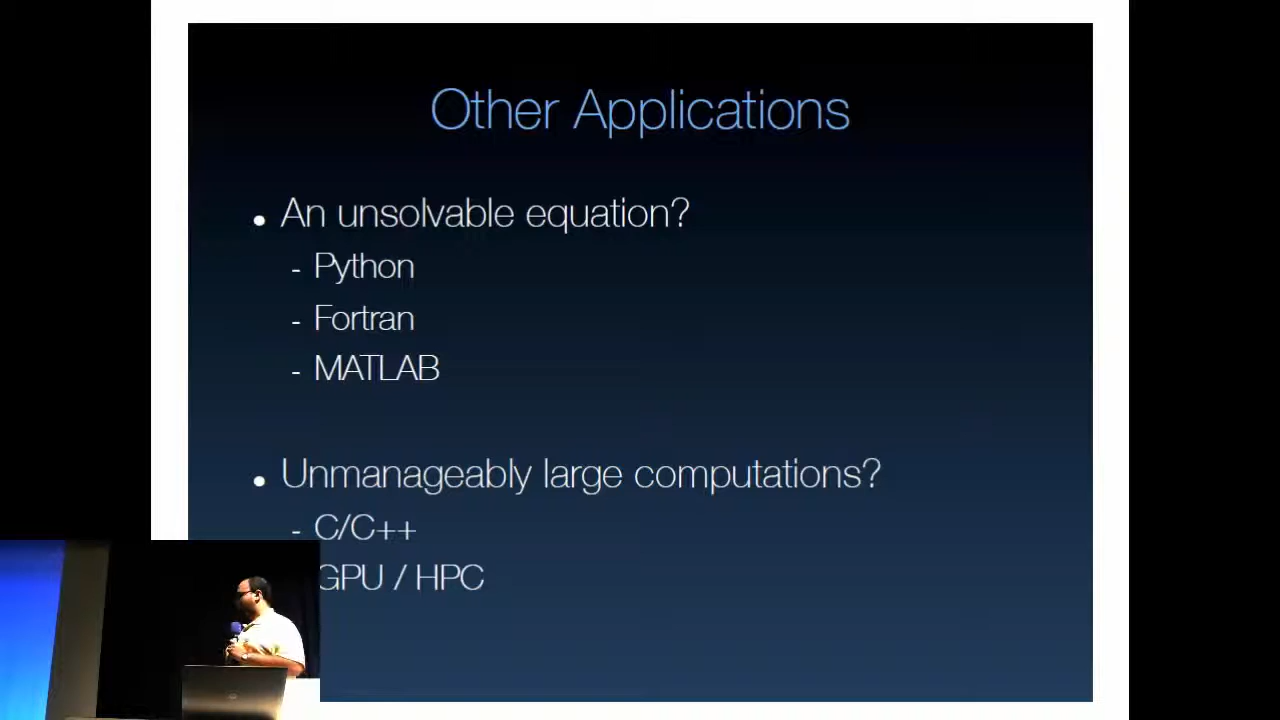 Other Applications
• An unsolvable equation?
- Python
- Fortran
- MATLAB
• Unmanageably large computations?
- C/C++
GPU / HPC